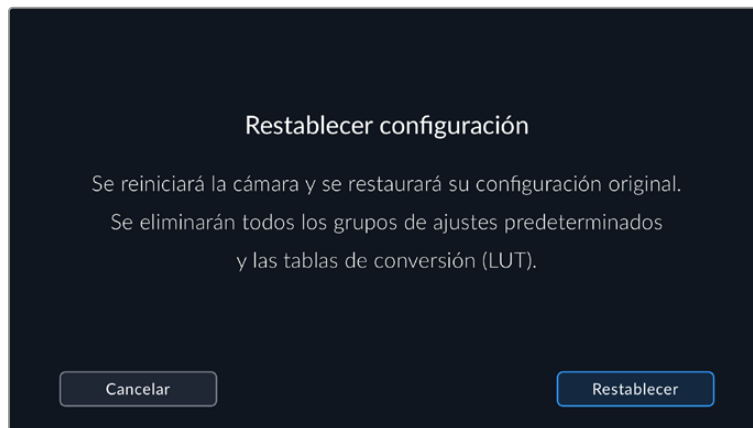 Restablecer configuración
Se reiniciará la cámara y se restaurará su configuración original.
Se eliminarán todos los grupos de ajustes predeterminados
y las tablas de conversión (LUT).
Cancelar
Restablecer